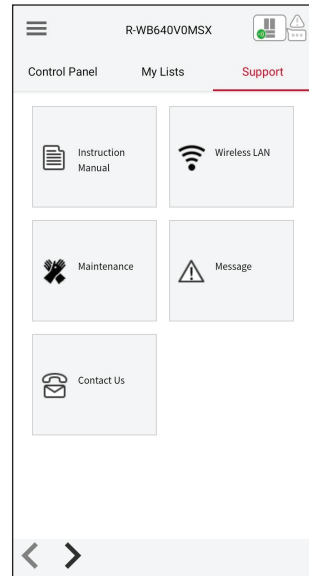 R-WB640V0MSX
Control Panel
My Lists
Support
Instruction
Manual
Wireless LAN
Maintenance
Message
Contact Us